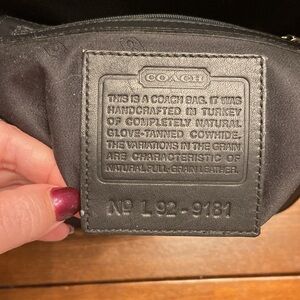 COACH
THIS IS A COACH BAG. IT WAS
HANDCRAFTED IN TURKEY
OF COMPLETELY NATURAL
GLOVE-TANNED COWHIDE.
THE VARIATIONS IN THE GRAIN
ARE CHARACTERISTIC OF
NATURAL FULL GRAIN LEATHER.
Nº L92-9181